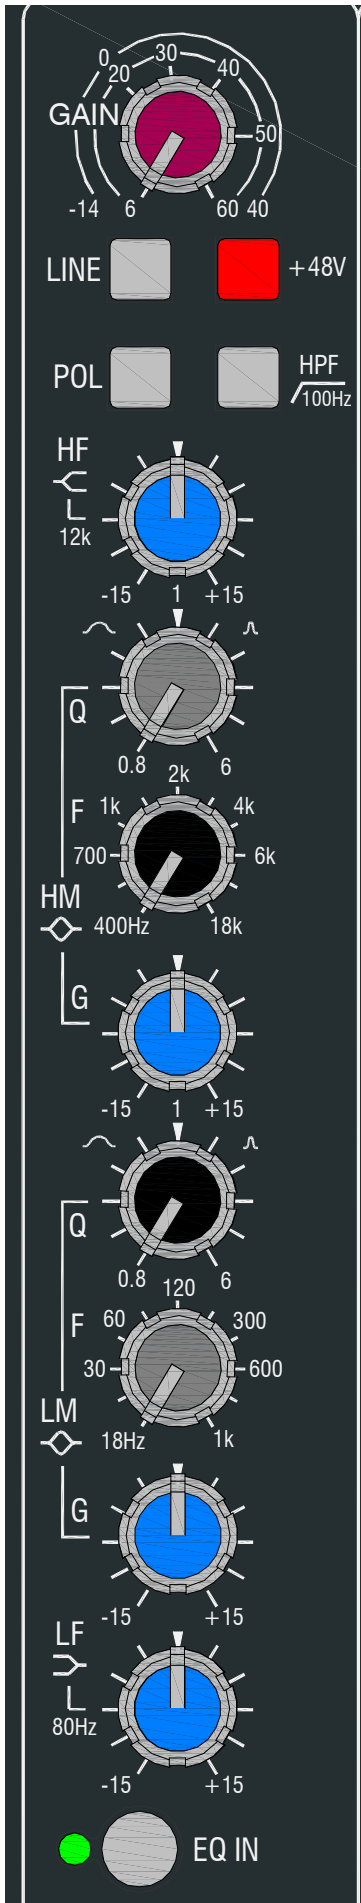 30
0
20
40
GAIN
50
-14
6
60
40
LINE
+48V
POL
HPF
100Hz
HF
12k
-15
1
+15
Q
0.8
6
2k
F
1k
4k
700
6k
HM
400Hz
18k
G
-15
1
+15
Q
0.8
6
120
F
60
300
30
600
LM
18Hz
1k
G
-15
+15
LF
80Hz
-15
+15
EQ IN